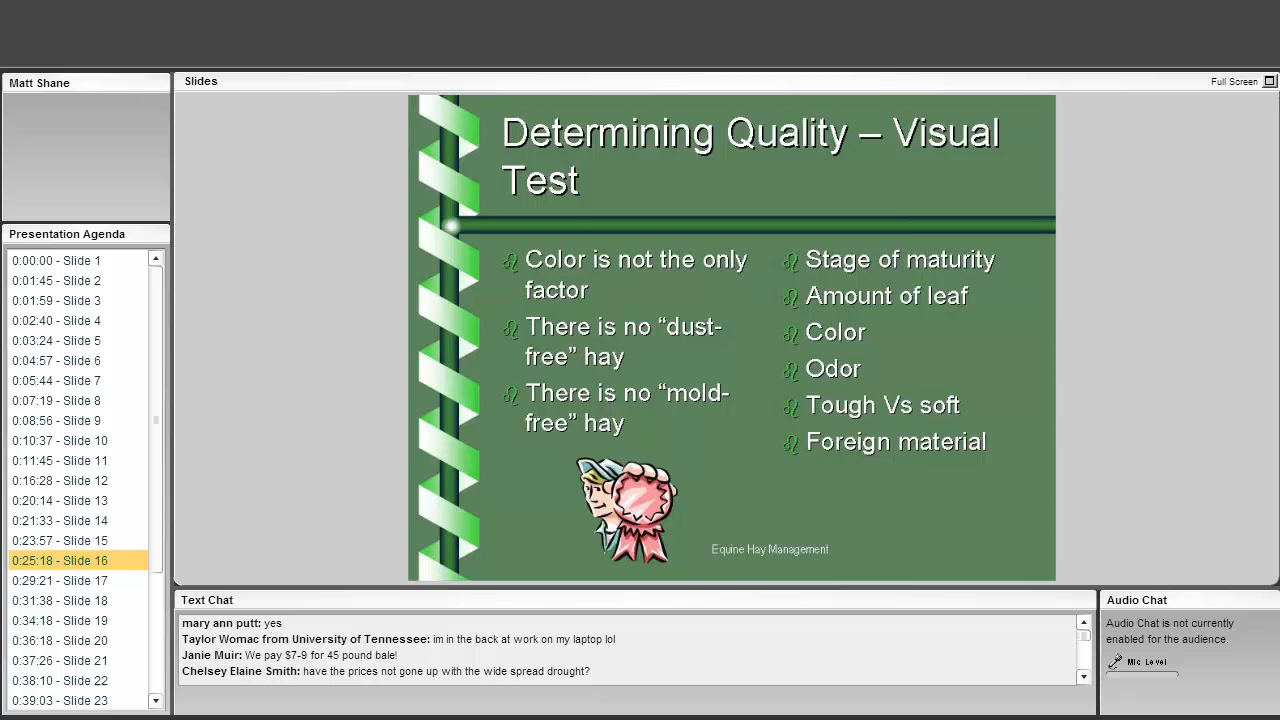 Matt Shane
Slides
Full Screen
Determining Quality – Visual
Test
Color is not the only
factor
There is no “dust-
free” hay
There is no “mold-
free” hay
Stage of maturity
Amount of leaf
Color
Odor
Tough Vs soft
Foreign material
Equine Hay Management
Presentation Agenda
0:00:00 - Slide 1
0:01:45 - Slide 2
0:01:59 - Slide 3
0:02:40 - Slide 4
0:03:24 - Slide 5
0:04:57 - Slide 6
0:05:44 - Slide 7
0:07:19 - Slide 8
0:08:56 - Slide 9
0:10:37 - Slide 10
0:11:45 - Slide 11
0:16:28 - Slide 12
0:20:14 - Slide 13
0:21:33 - Slide 14
0:23:57 - Slide 15
0:25:18 - Slide 16
0:29:21 - Slide 17
0:31:38 - Slide 18
0:34:18 - Slide 19
0:36:18 - Slide 20
0:37:26 - Slide 21
0:38:10 - Slide 22
0:39:03 - Slide 23
Text Chat
mary ann putt: yes
Taylor Womac from University of Tennessee: im in the back at work on my laptop lol
Janie Muir: We pay $7-9 for 45 pound bale!
Chelsey Elaine Smith: have the prices not gone up with the wide spread drought?
Audio Chat
Audio Chat is not currently
enabled for the audience.
Mic Level